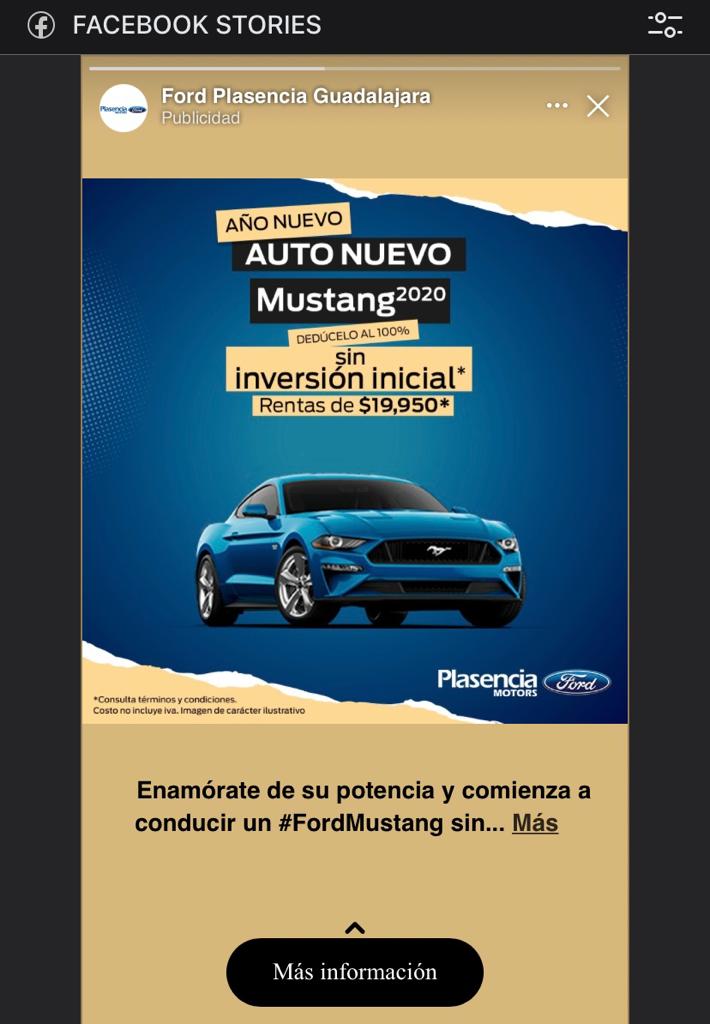 FACEBOOK STORIES
Plasencia Ford
Ford Plasencia Guadalajara
Publicidad
AÑO NUEVO
AUTO NUEVO
Mustang2020
DEDÚCELO AL 100%
sin
inversión inicial*
Rentas de $19,950*
Plasencia
MOTORS
Ford
*Consulta términos y condiciones.
Costo no incluye iva. Imagen de carácter ilustrativo
Enamórate de su potencia y comienza a
conducir un #FordMustang sin... Más
Más información